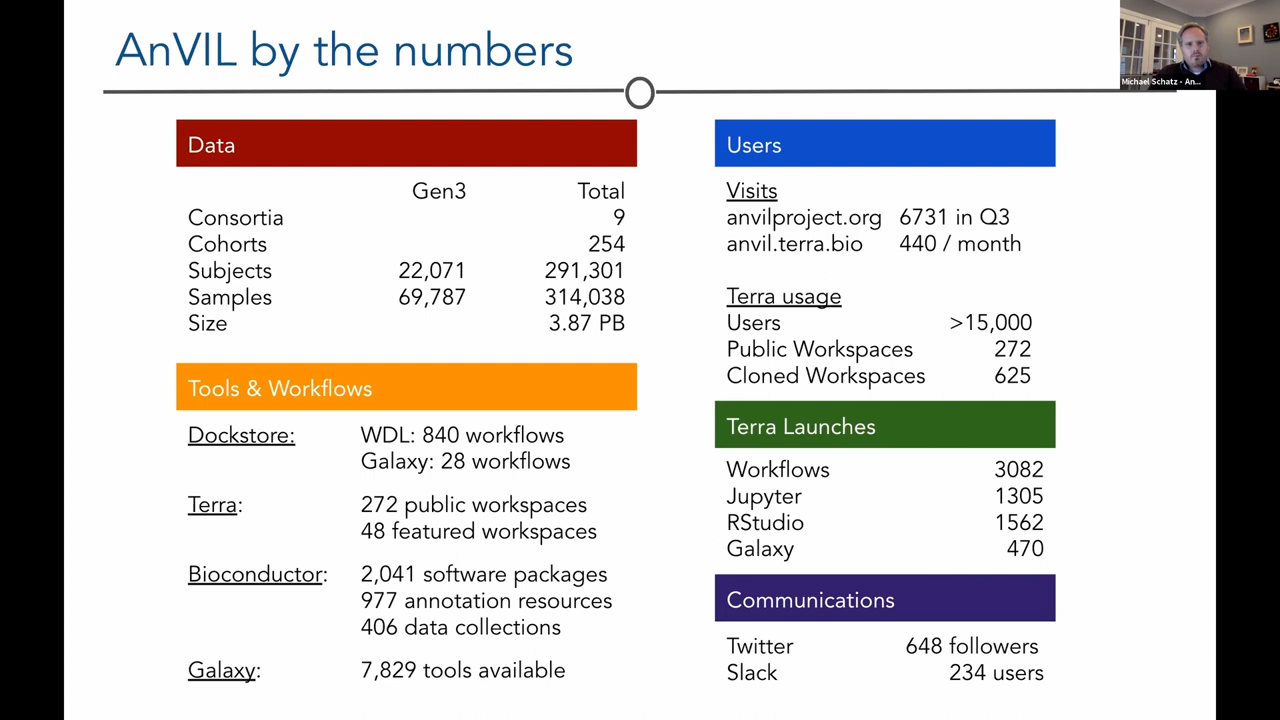 AnVIL by the numbers
Michael Schatz - An...
Data
Gen3 Total
Consortia 9
Cohorts 254
Subjects 22,071 291,301
Samples 69,787 314,038
Size 3.87 PB
Tools & Workflows
Dockstore: WDL: 840 workflows
Galaxy: 28 workflows
Terra: 272 public workspaces
48 featured workspaces
Bioconductor: 2,041 software packages
977 annotation resources
406 data collections
Galaxy: 7,829 tools available
Users
Visits
anvilproject.org 6731 in Q3
anvil.terra.bio 440 / month
Terra usage
Users >15,000
Public Workspaces 272
Cloned Workspaces 625
Terra Launches
Workflows 3082
Jupyter 1305
RStudio 1562
Galaxy 470
Communications
Twitter 648 followers
Slack 234 users